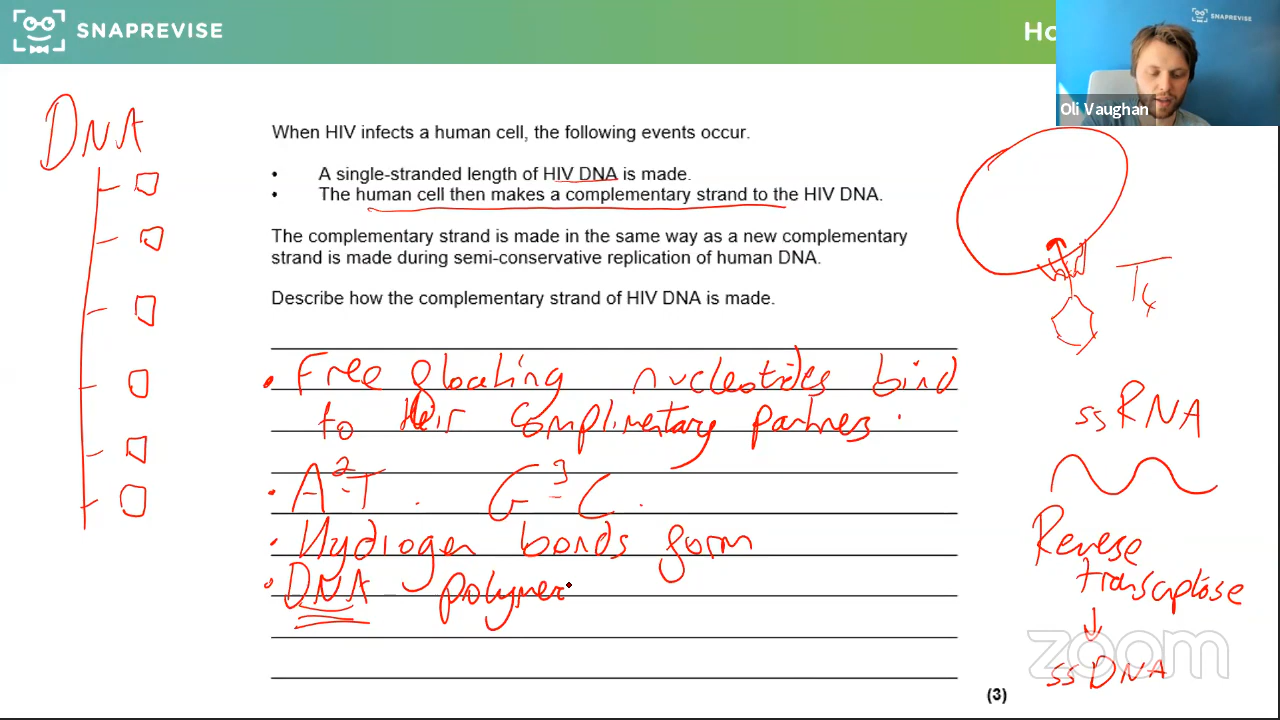 SNAPREVISE
Ho
SNAPREVISE
Oli Vaughan
DNA
When HIV infects a human cell, the following events occur.
• A single-stranded length of HIV DNA is made.
• The human cell then makes a complementary strand to the HIV DNA.
The complementary strand is made in the same way as a new complementary
strand is made during semi-conservative replication of human DNA.
Describe how the complementary strand of HIV DNA is made.
• Free floating nucleotides bind
to their complimentary partners.
• A 2 T. G 3 C.
• Hydrogen bonds form
• DNA polymer
(3)
T4
ssRNA
Reverse
transcriptase
↓
ssDNA
zoom